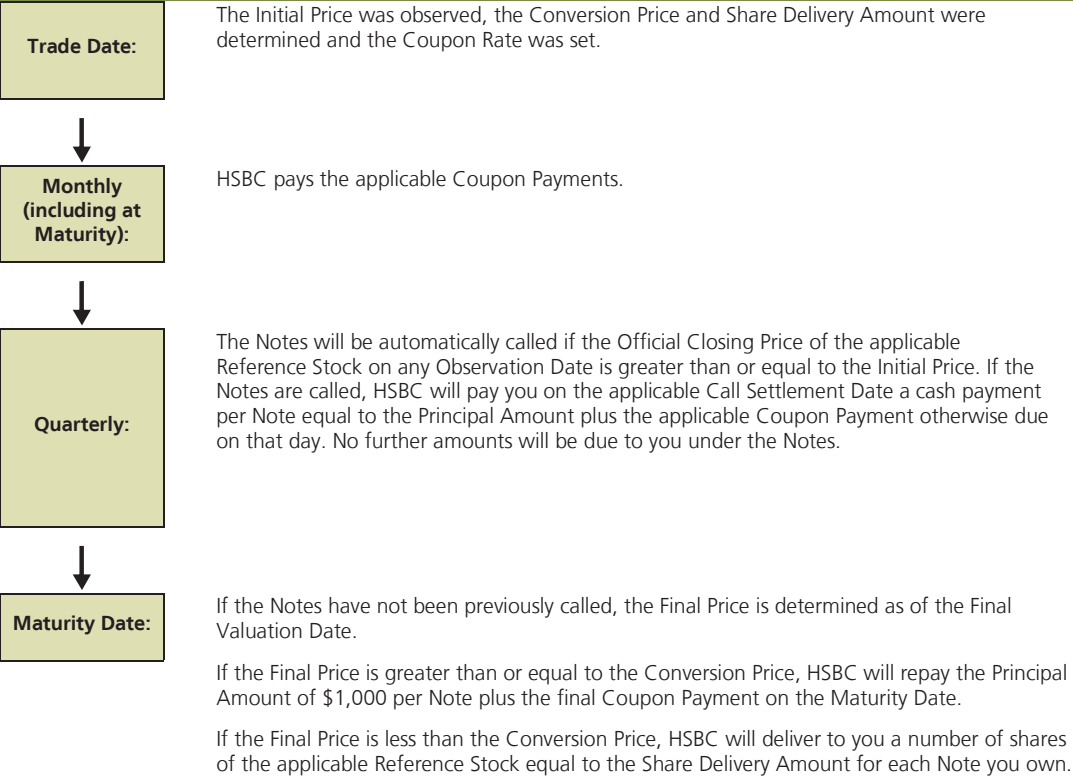 Trade Date:
The Initial Price was observed, the Conversion Price and Share Delivery Amount were
determined and the Coupon Rate was set.
Monthly
(including at
Maturity):
HSBC pays the applicable Coupon Payments.
Quarterly:
The Notes will be automatically called if the Official Closing Price of the applicable
Reference Stock on any Observation Date is greater than or equal to the Initial Price. If the
Notes are called, HSBC will pay you on the applicable Call Settlement Date a cash payment
per Note equal to the Principal Amount plus the applicable Coupon Payment otherwise due
on that day. No further amounts will be due to you under the Notes.
Maturity Date:
If the Notes have not been previously called, the Final Price is determined as of the Final
Valuation Date.
If the Final Price is greater than or equal to the Conversion Price, HSBC will repay the Principal
Amount of $1,000 per Note plus the final Coupon Payment on the Maturity Date.
If the Final Price is less than the Conversion Price, HSBC will deliver to you a number of shares
of the applicable Reference Stock equal to the Share Delivery Amount for each Note you own.